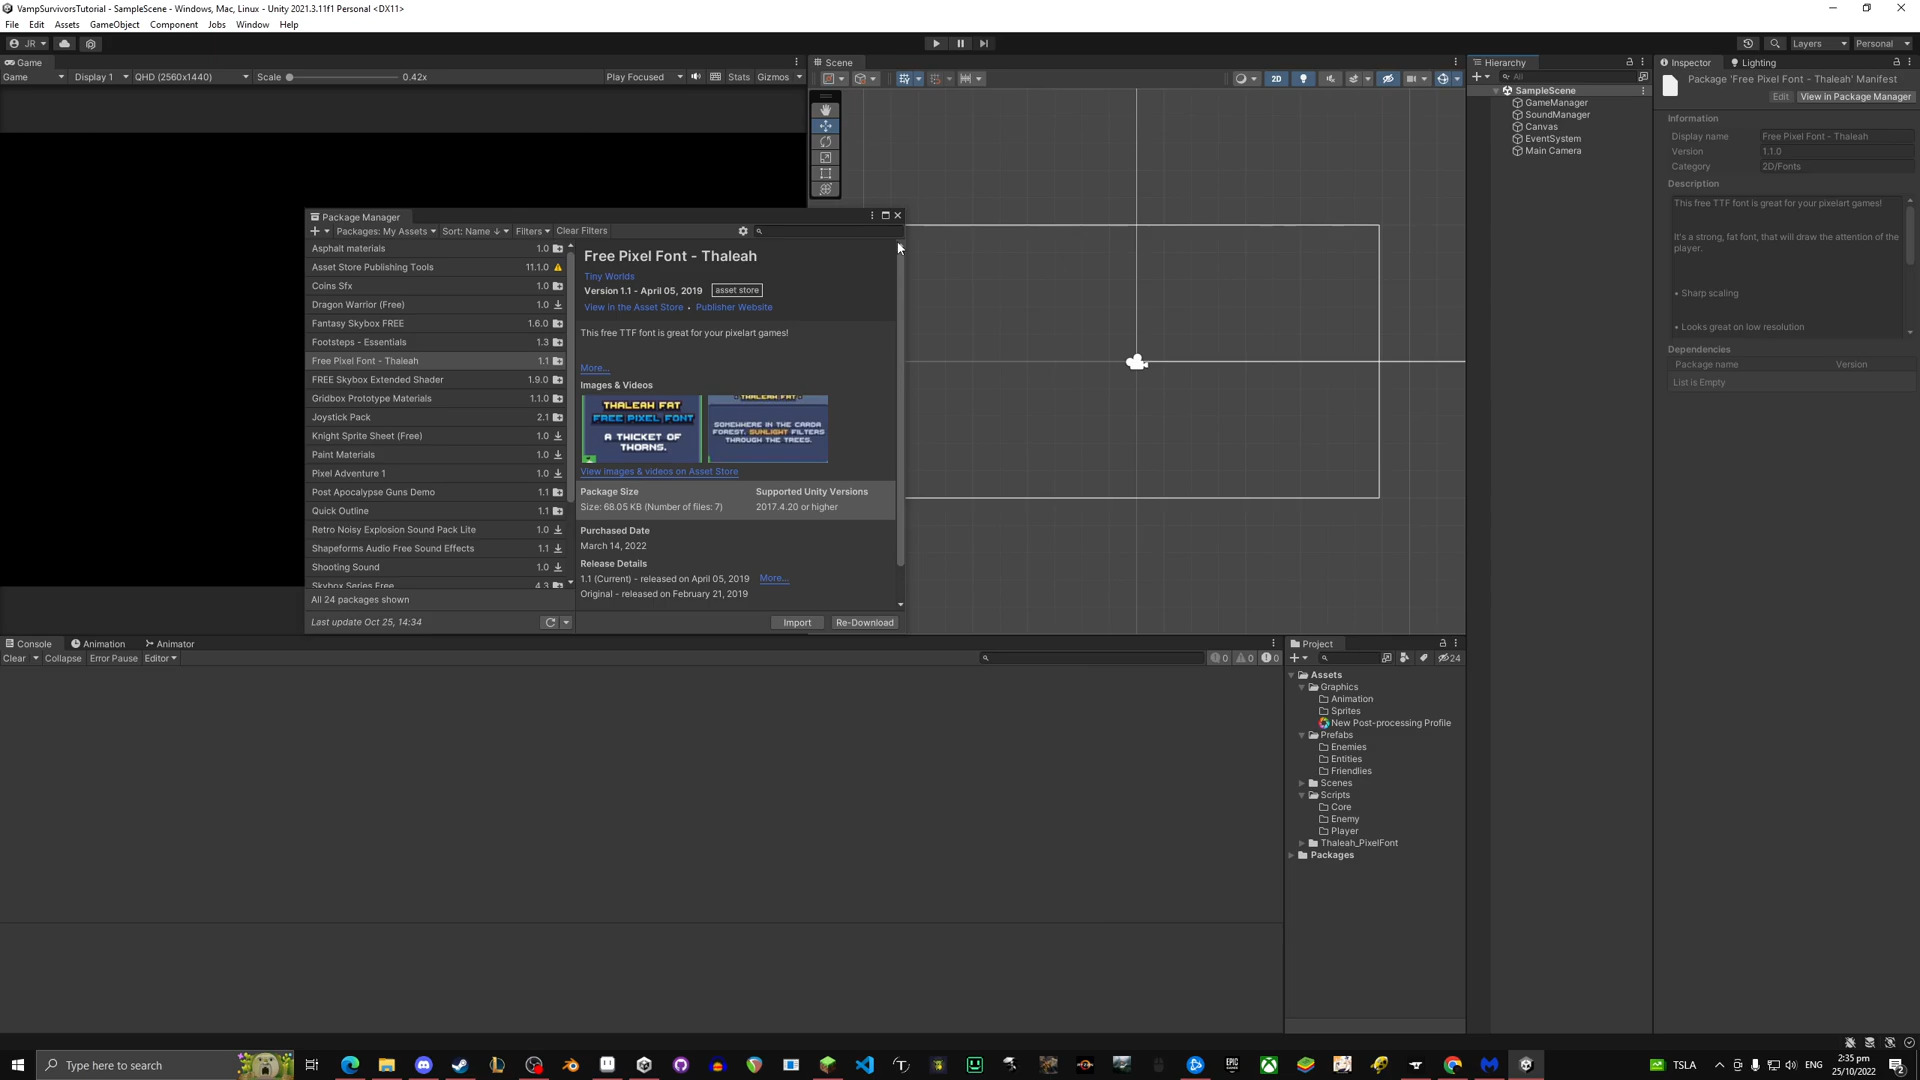 VampSurvivorsTutorial - SampleScene - Windows, Mac, Linux - Unity 2021.3.11f1 Personal <DX11>
File Edit Assets GameObject Component Jobs Window Help
JR Layers Personal
Game
Game Display 1 QHD (2560x1440) Scale 0.42x Play Focused Stats Gizmos
Scene
2D
Hierarchy
All
SampleScene
GameManager
SoundManager
Canvas
EventSystem
Main Camera
Inspector Lighting
Package 'Free Pixel Font - Thaleah' Manifest
Edit View in Package Manager
Information
Display name Free Pixel Font - Thaleah
Version 1.1.0
Category 2D/Fonts
Description
This free TTF font is great for your pixelart games!
It's a strong, fat font, that will draw the attention of the
player.
• Sharp scaling
• Looks great on low resolution
Dependencies
Package name Version
List is Empty
Package Manager
Packages: My Assets Sort: Name ↓ Filters Clear Filters
Asphalt materials 1.0
Asset Store Publishing Tools 11.1.0
Coins Sfx 1.0
Dragon Warrior (Free) 1.0
Fantasy Skybox FREE 1.6.0
Footsteps - Essentials 1.3
Free Pixel Font - Thaleah 1.1
FREE Skybox Extended Shader 1.9.0
Gridbox Prototype Materials 1.1.0
Joystick Pack 2.1
Knight Sprite Sheet (Free) 1.0
Paint Materials 1.0
Pixel Adventure 1 1.0
Post Apocalypse Guns Demo 1.1
Quick Outline 1.1
Retro Noisy Explosion Sound Pack Lite 1.0
Shapeforms Audio Free Sound Effects 1.1
Shooting Sound 1.0
Skybox Series Free 4.3
All 24 packages shown
Last update Oct 25, 14:34
Free Pixel Font - Thaleah
Tiny Worlds
Version 1.1 - April 05, 2019 asset store
View in the Asset Store • Publisher Website
This free TTF font is great for your pixelart games!
More...
Images & Videos
THALEAH FAT
FREE PIXEL FONT
A THICKET OF
THORNS.
THALEAH FAT
SOMEWHERE IN THE CARDA
FOREST, SUNLIGHT FILTERS
THROUGH THE TREES.
View images & videos on Asset Store
Package Size Supported Unity Versions
Size: 68.05 KB (Number of files: 7) 2017.4.20 or higher
Purchased Date
March 14, 2022
Release Details
1.1 (Current) - released on April 05, 2019 More...
Original - released on February 21, 2019
Import Re-Download
Console Animation Animator
Clear Collapse Error Pause Editor
0 0 0
Project
24
Assets
Graphics
Animation
Sprites
New Post-processing Profile
Prefabs
Enemies
Entities
Friendlies
Scenes
Scripts
Core
Enemy
Player
Thaleah_PixelFont
Packages
Type here to search
TSLA
ENG
2:35 pm
25/10/2022